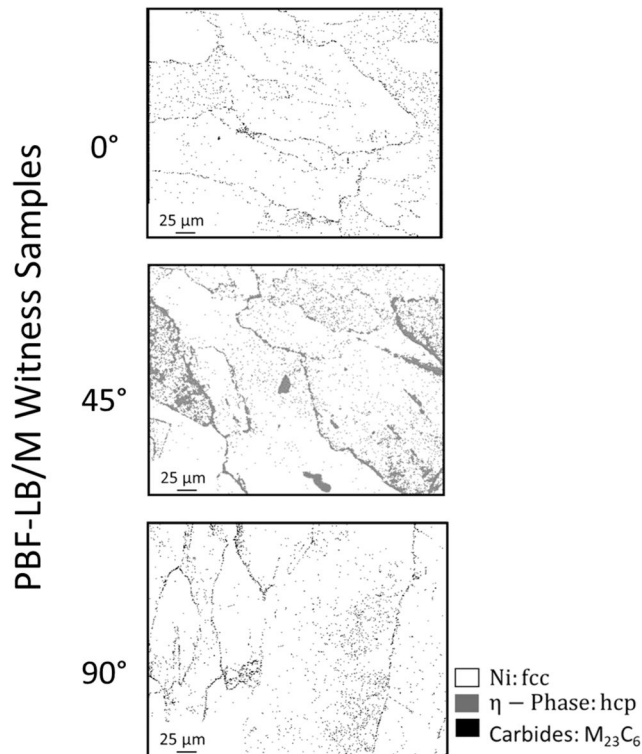 PBF-LB/M Witness Samples
0°
25 µm
45°
25 µm
90°
25 µm
Ni: fcc
η – Phase: hcp
Carbides: M₂₃C₆